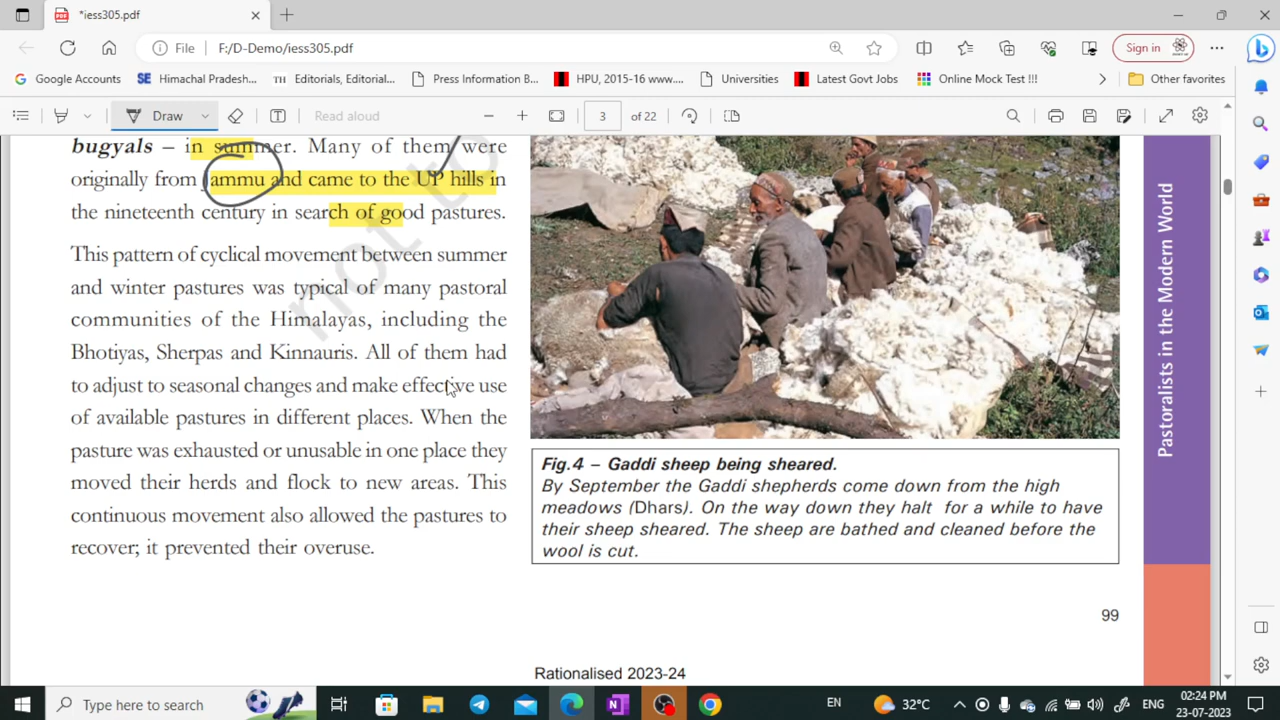 *iess305.pdf
File
F:/D-Demo/iess305.pdf
Sign in
Google Accounts
SE Himachal Pradesh...
TH Editorials, Editorial...
Press Information B...
HPU, 2015-16 www....
Universities
Latest Govt Jobs
Online Mock Test !!!
Other favorites
Draw
Read aloud
3 of 22
bugyals – in summer. Many of them were
originally from Jammu and came to the UP hills in
the nineteenth century in search of good pastures.
This pattern of cyclical movement between summer
and winter pastures was typical of many pastoral
communities of the Himalayas, including the
Bhotiyas, Sherpas and Kinnauris. All of them had
to adjust to seasonal changes and make effective use
of available pastures in different places. When the
pasture was exhausted or unusable in one place they
moved their herds and flock to new areas. This
continuous movement also allowed the pastures to
recover; it prevented their overuse.
not to
Fig.4 – Gaddi sheep being sheared.
By September the Gaddi shepherds come down from the high
meadows (Dhars). On the way down they halt for a while to have
their sheep sheared. The sheep are bathed and cleaned before the
wool is cut.
Pastoralists in the Modern World
99
Rationalised 2023-24
Type here to search
EN
32°C
ENG
02:24 PM
23-07-2023